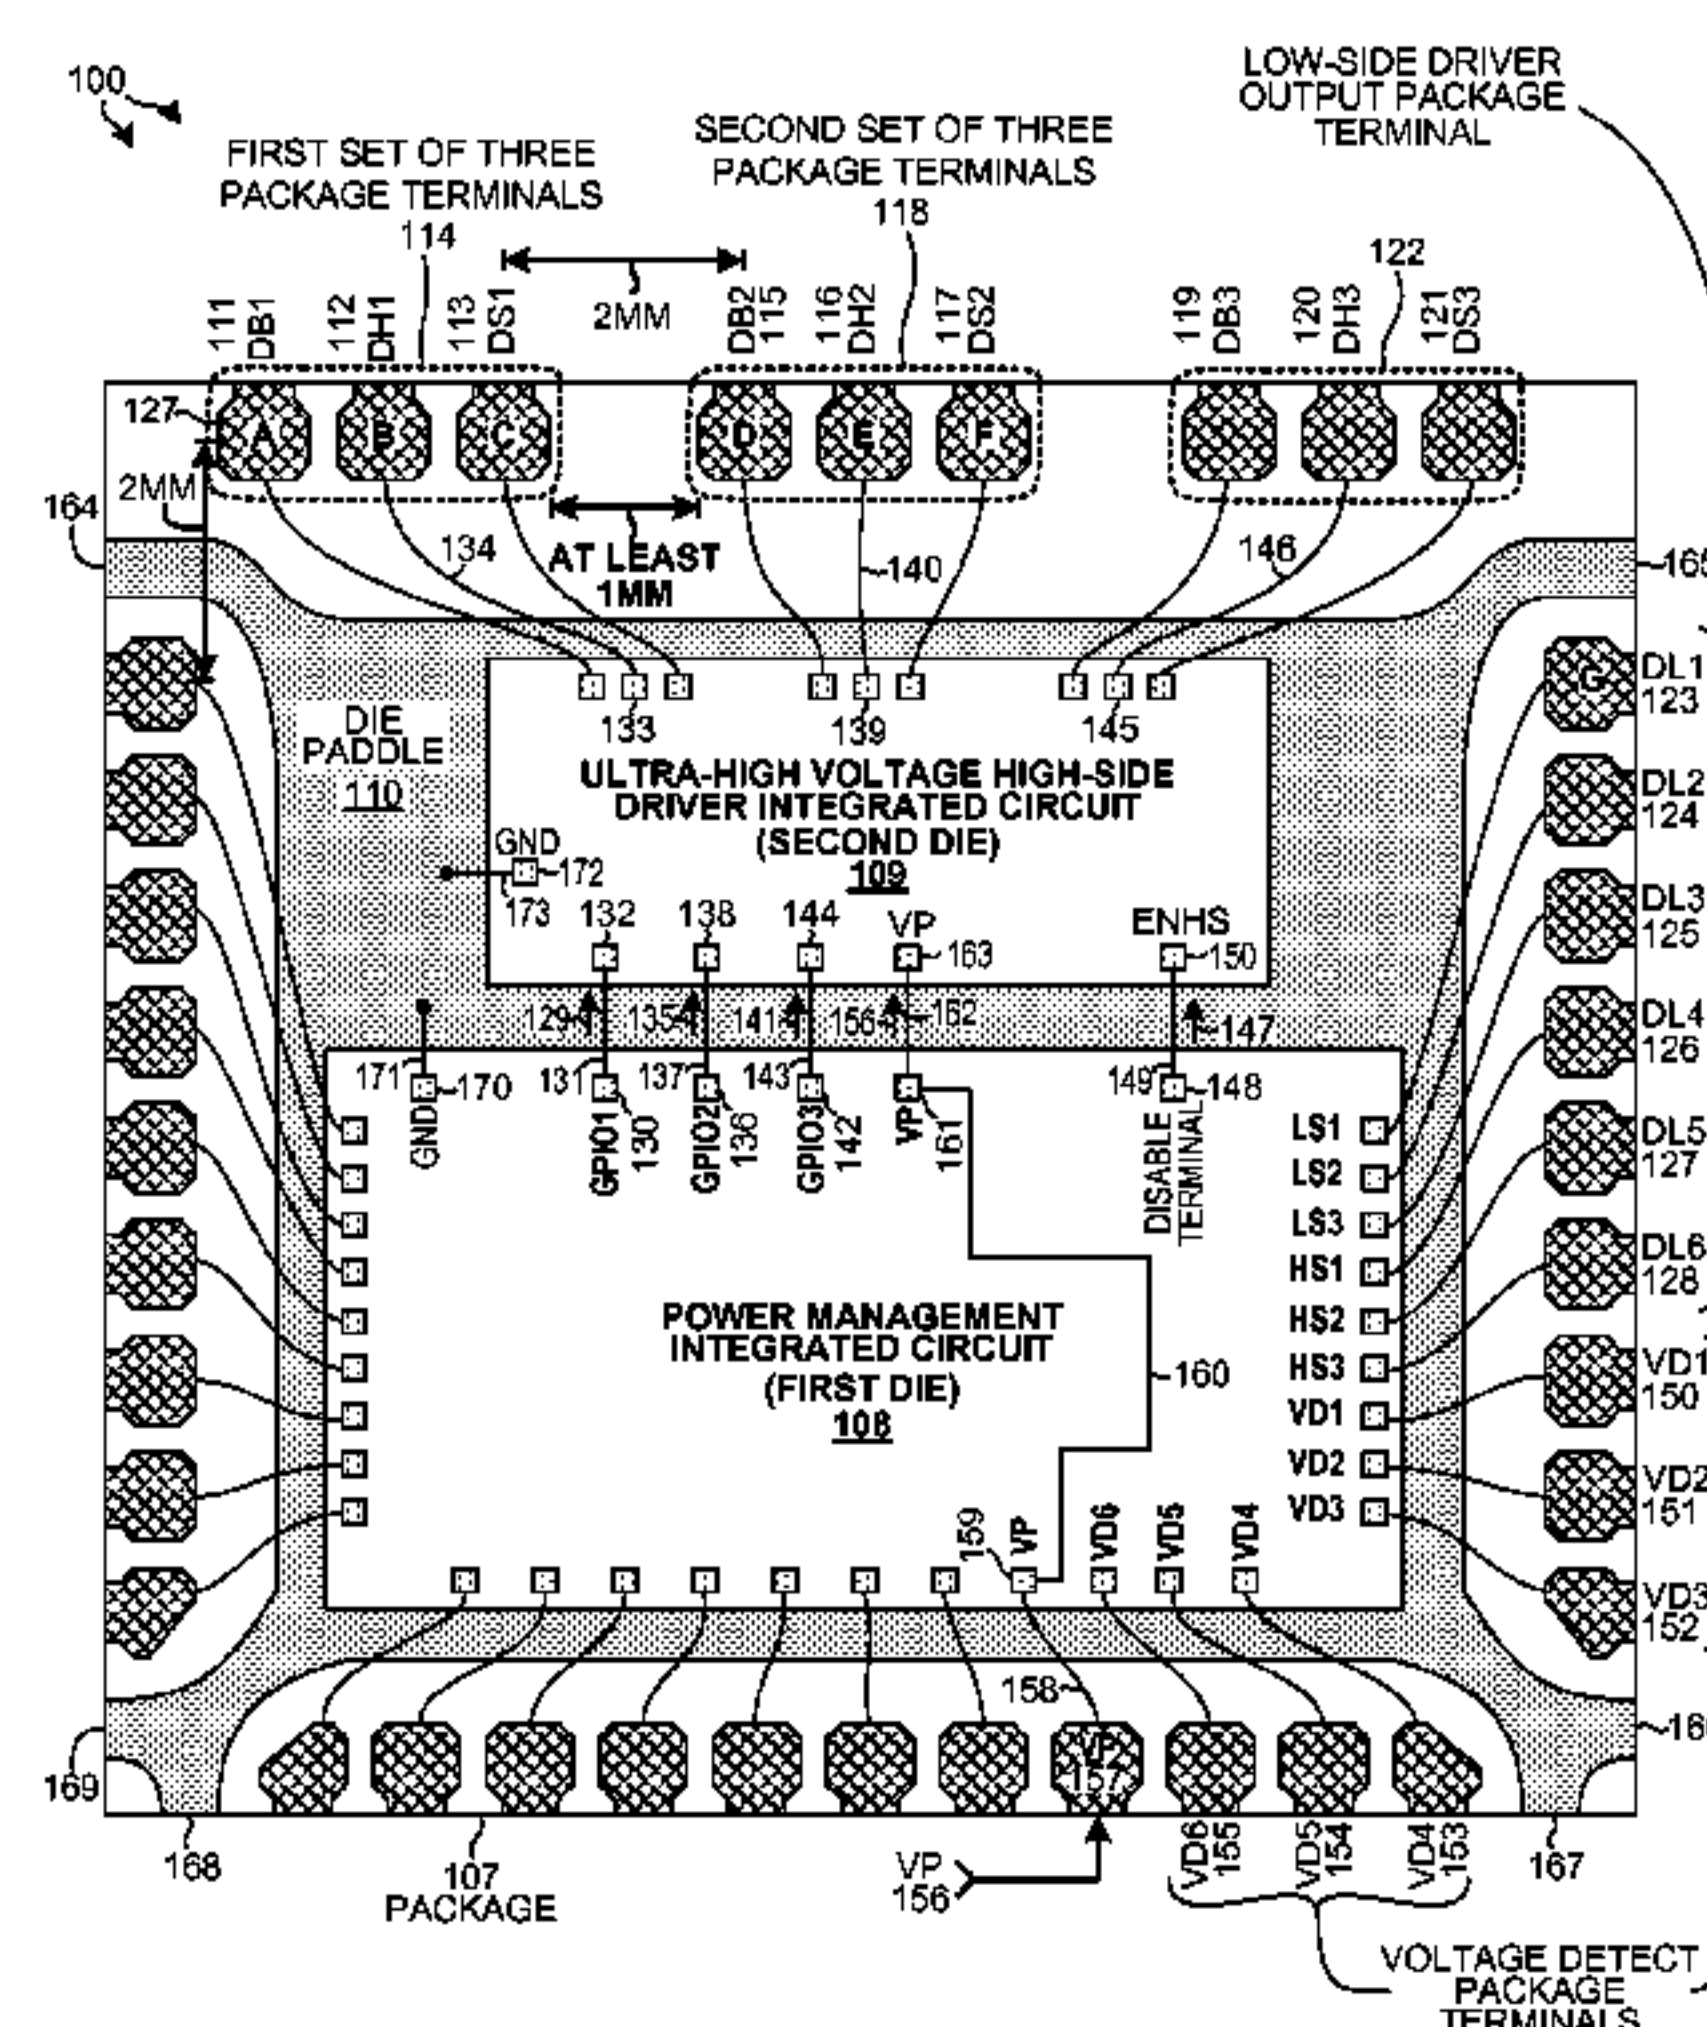 100
LOW-SIDE DRIVER
OUTPUT PACKAGE
TERMINAL
FIRST SET OF THREE
PACKAGE TERMINALS
114
SECOND SET OF THREE
PACKAGE TERMINALS
118
122
2MM
111
DB1
112
DH1
113
DS1
DB2
115
116
DH2
117
DS2
119
DB3
120
DH3
121
DS3
127
A
B
C
D
E
F
2MM
164
134
AT LEAST
1MM
140
146
165
DIE
PADDLE
110
133
139
145
ULTRA-HIGH VOLTAGE HIGH-SIDE
DRIVER INTEGRATED CIRCUIT
(SECOND DIE)
109
GND
172
173
132
138
144
VP
163
ENHS
150
129
135
141
156
162
147
171
170
131
137
143
149
148
GND
GPIO1
130
GPIO2
136
GPIO3
142
VP
161
DISABLE
TERMINAL
G
DL1
123
DL2
124
DL3
125
DL4
126
DL5
127
DL6
128
VD1
150
VD2
151
VD3
152
LS1
LS2
LS3
HS1
HS2
HS3
VD1
VD2
VD3
POWER MANAGEMENT
INTEGRATED CIRCUIT
(FIRST DIE)
108
160
159
VP
VD6
VD5
VD4
158
VP
157
169
168
107
PACKAGE
VP
156
VD6
155
VD5
154
VD4
153
167
VOLTAGE DETECT
PACKAGE
TERMINALS